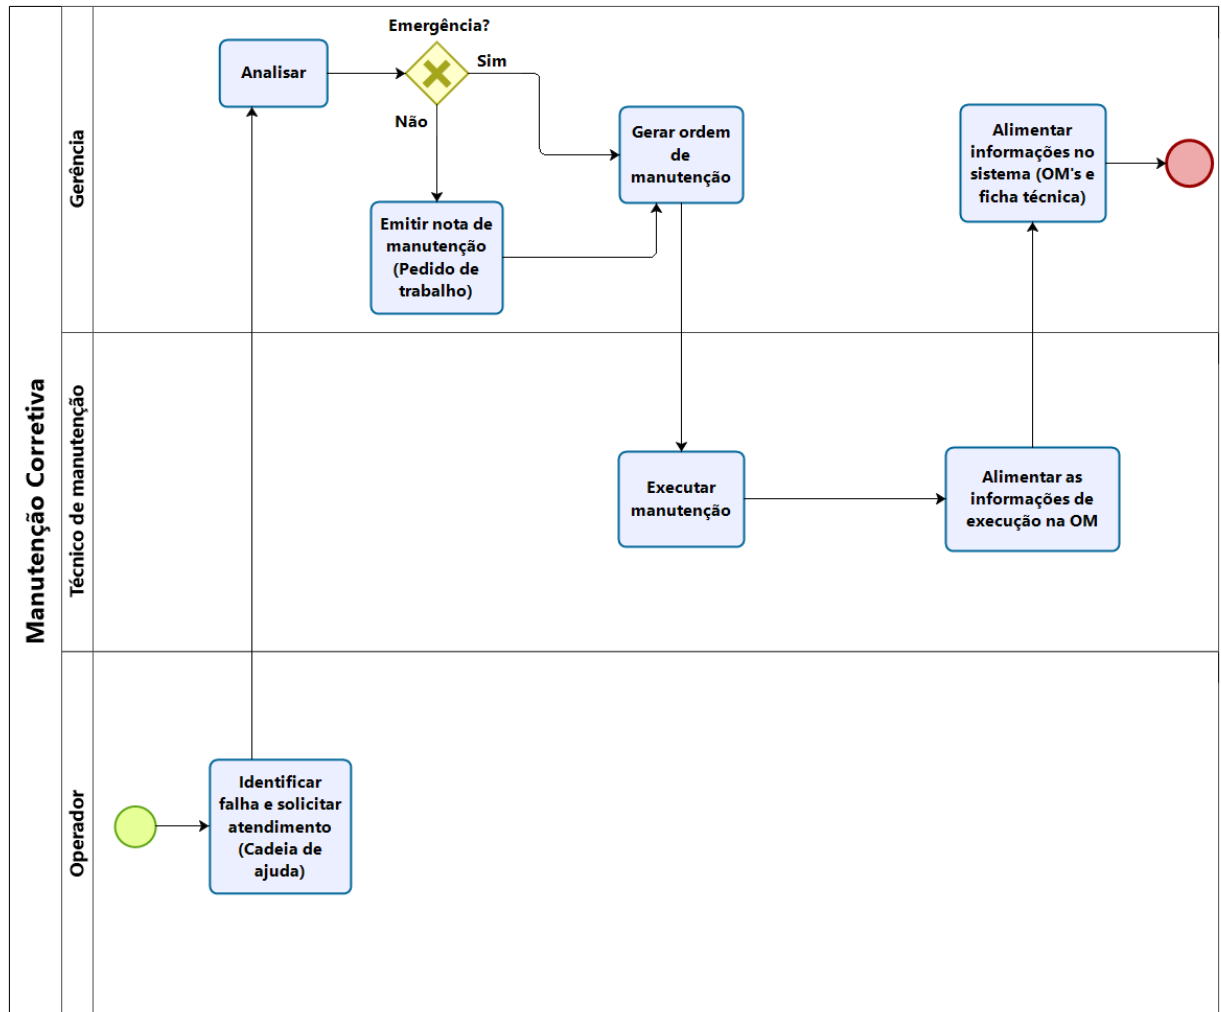 Manutenção Corretiva
Gerência
Analisar
Emergência?
Sim
Não
Emitir nota de
manutenção
(Pedido de
trabalho)
Gerar ordem
de
manutenção
Alimentar
informações no
sistema (OM's e
ficha técnica)
Técnico de manutenção
Executar
manutenção
Alimentar as
informações de
execução na OM
Operador
Identificar
falha e solicitar
atendimento
(Cadeia de
ajuda)